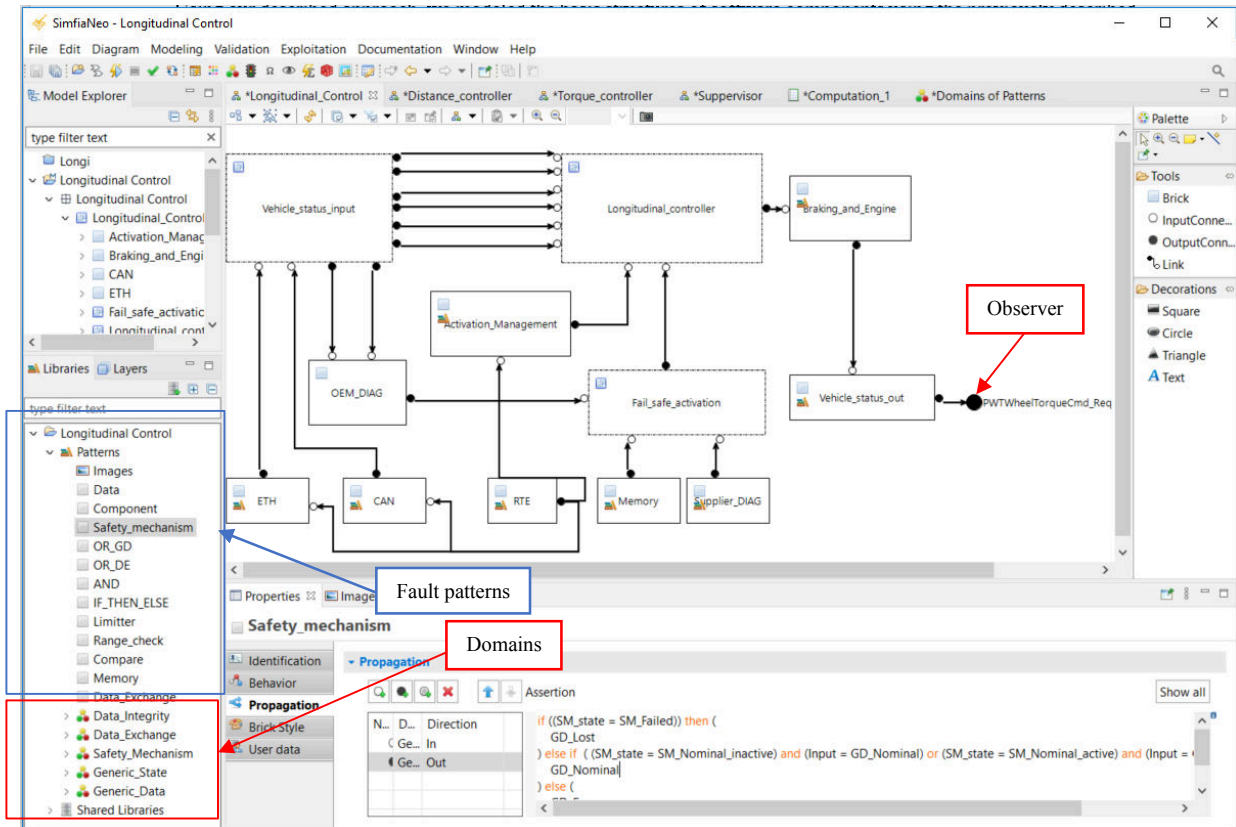 SimfiaNeo - Longitudinal Control
File Edit Diagram Modeling Validation Exploitation Documentation Window Help
Model Explorer
type filter text
Longi
Longitudinal Control
Longitudinal Control
Longitudinal_Control
Activation_Manag
Braking_and_Engi
CAN
ETH
Fail_safe_activatic
Longitudinal_cont
Libraries Layers
type filter text
Longitudinal Control
Patterns
Images
Data
Component
Safety_mechanism
OR_GD
OR_DE
AND
IF_THEN_ELSE
Limitter
Range_check
Compare
Memory
Data_Exchange
Data_Integrity
Data_Exchange
Safety_Mechanism
Generic_State
Generic_Data
Shared Libraries
*Longitudinal_Control *Distance_controller *Torque_controller *Suppervisor *Computation_1 *Domains of Patterns
Vehicle_status_input
Longitudinal_controller
Braking_and_Engine
Activation_Management
Observer
OEM_DIAG
Fail_safe_activation
Vehicle_status_out
PWTWheelTorqueCmd_Req
ETH
CAN
RTE
Memory
Supplier_DIAG
Fault patterns
Domains
Palette
Tools
Brick
InputConne...
OutputConn...
Link
Decorations
Square
Circle
Triangle
Text
Properties Image
Safety_mechanism
Identification
Behavior
Propagation
Brick Style
User data
Propagation
Assertion
Show all
N... D... Direction
Ge... In
Ge... Out
if ((SM_state = SM_Failed)) then (
GD_Lost
) else if ( (SM_state = SM_Nominal_inactive) and (Input = GD_Nominal) or (SM_state = SM_Nominal_active) and (Input =
GD_Nominal
) else (